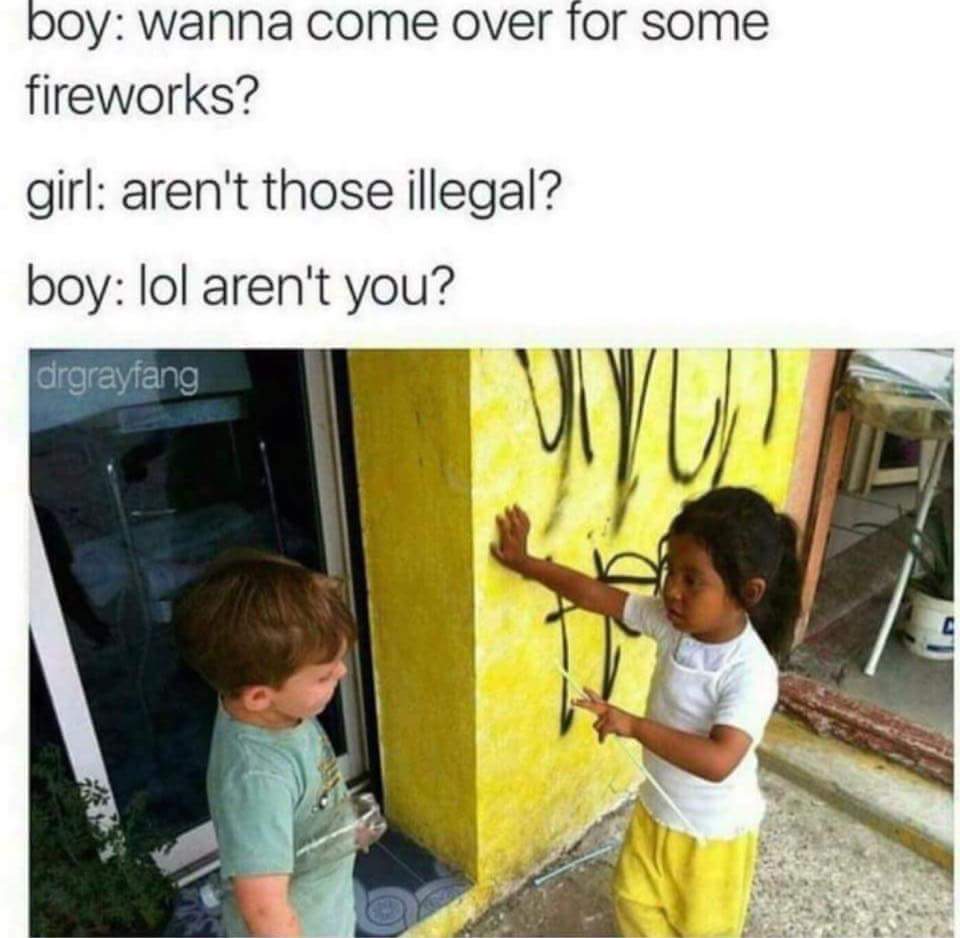 boy: wanna come over for some
fireworks?
girl: aren't those illegal?
boy: lol aren't you?
drgrayfang